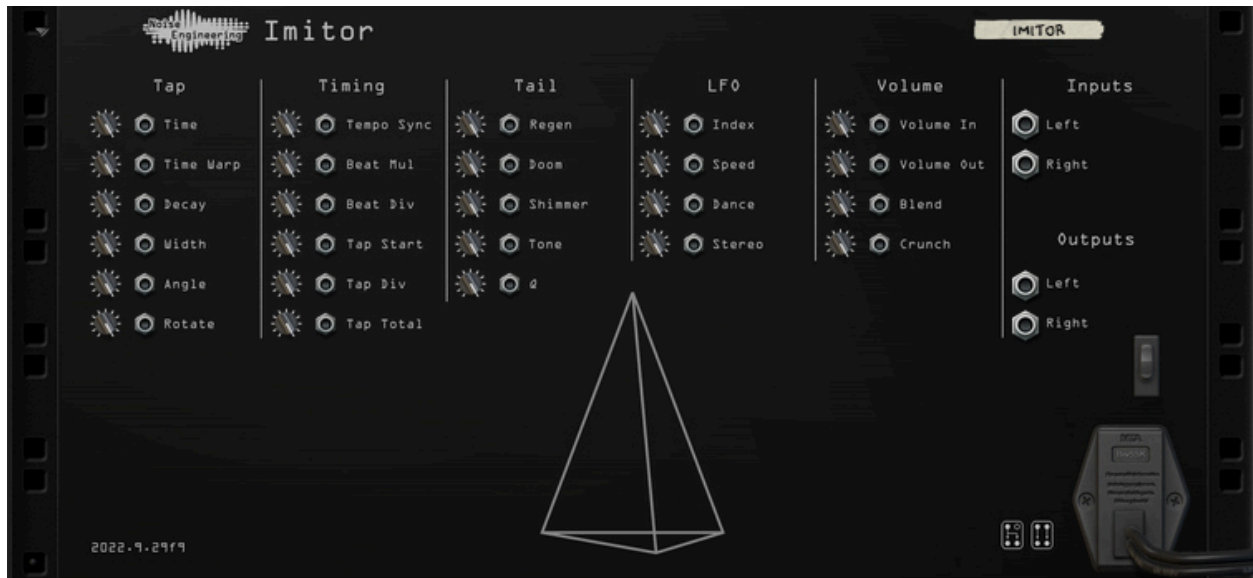 Noise
Engineering
Imitor
IMITOR
Tap
Time
Time Warp
Decay
Width
Angle
Rotate
Timing
Tempo Sync
Beat Mul
Beat Div
Tap Start
Tap Div
Tap Total
Tail
Regen
Doom
Shimmer
Tone
Q
LFO
Index
Speed
Dance
Stereo
Volume
Volume In
Volume Out
Blend
Crunch
Inputs
Left
Right
Outputs
Left
Right
2022.9.29f9